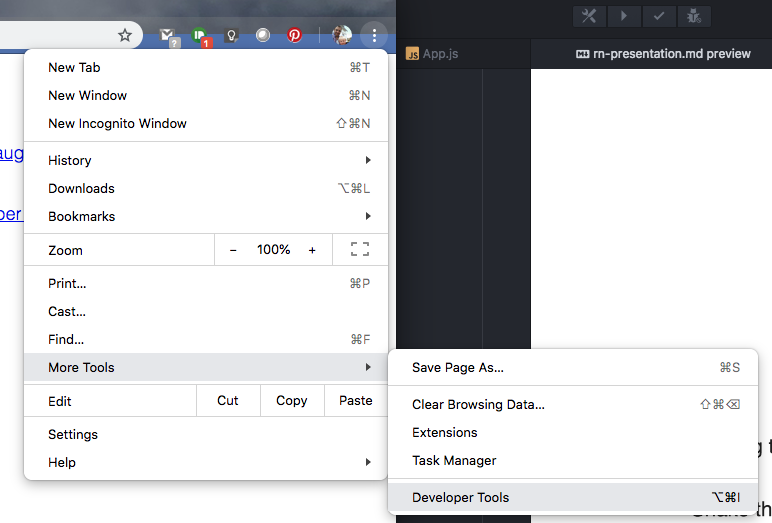 JS App.js
rn-presentation.md preview
?
1
New Tab ⌘T
New Window ⌘N
New Incognito Window ⇧⌘N
aug
History
Downloads ⌥⌘L
per
Bookmarks
Zoom - 100% +
Print... ⌘P
Cast... 
Find... ⌘F
More Tools
Edit Cut Copy Paste
Settings
Help
Save Page As... ⌘S
Clear Browsing Data... ⇧⌘⌫
Extensions
Task Manager
Developer Tools ⌥⌘I